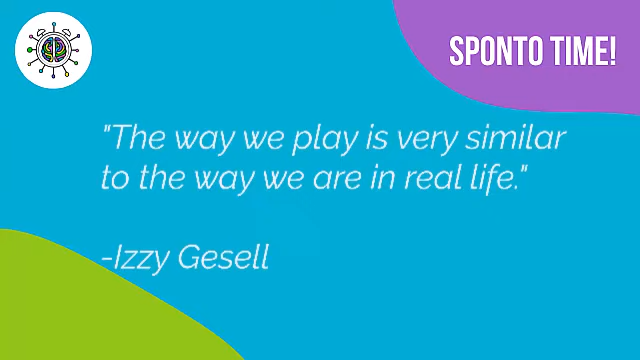 SPONTO TIME!
"The way we play is very similar
to the way we are in real life."
-Izzy Gesell